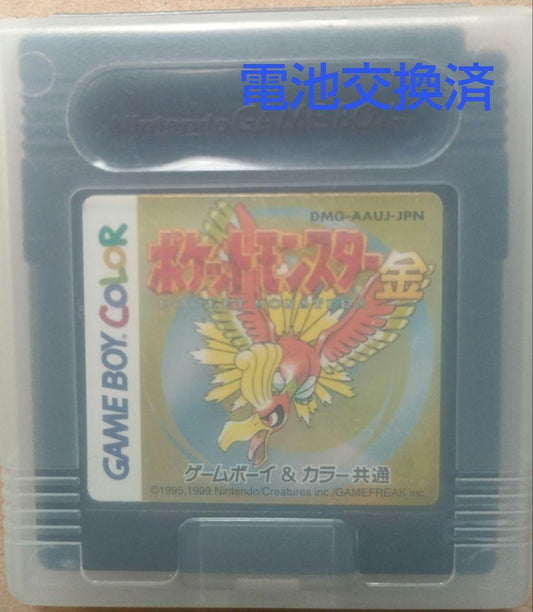 電池交換済
Nintendo GAME BOY
DMG-AAUJ-JPN
ポケットモンスター金
POCKET MONSTERS
GAME BOY COLOR
ゲームボーイ & カラー共通
©1995,1999 Nintendo/Creatures inc./GAMEFREAK inc.